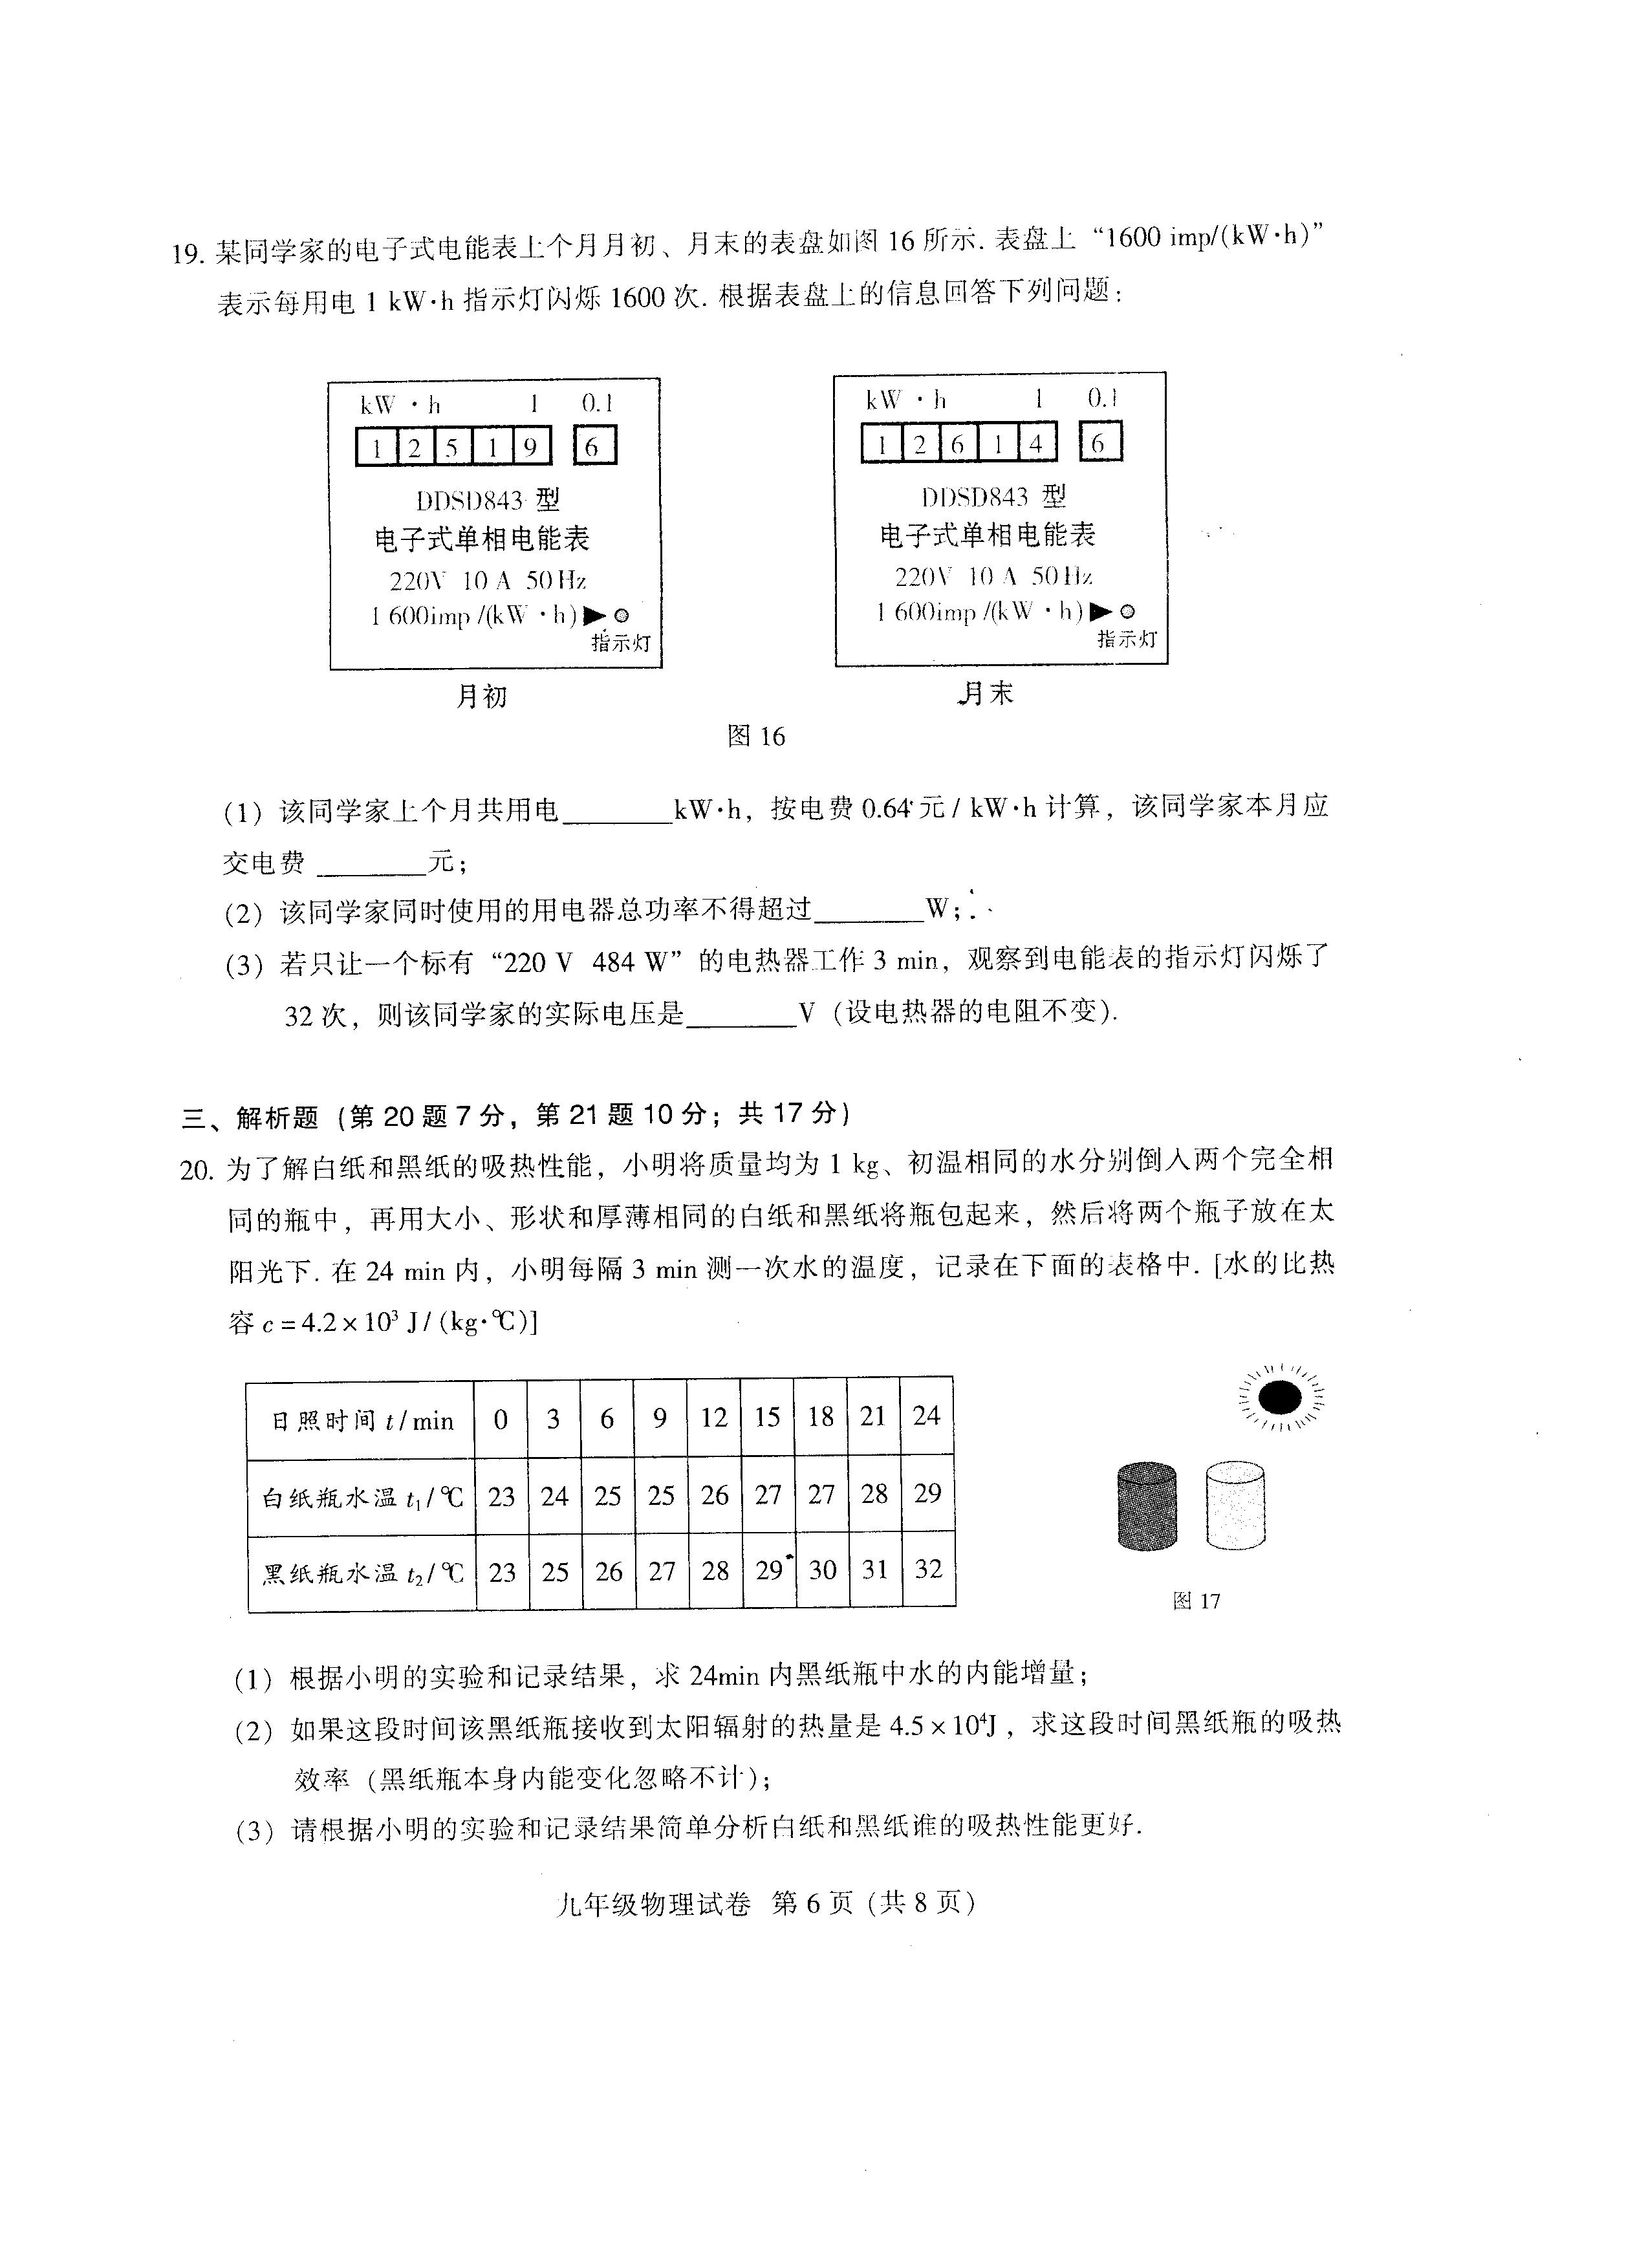 19. 某同学家的电子式电能表上个月月初、月末的表盘如图 16 所示. 表盘上 “1600 imp/(kW·h)”
表示每用电 1 kW·h 指示灯闪烁 1600 次. 根据表盘上的信息回答下列问题:
kW · h 1 0.1
1 2 5 1 9 6
DDSD843 型
电子式单相电能表
220V 10 A 50Hz
1 600imp /(kW · h)
指示灯
月初
kW · h 1 0.1
1 2 6 1 4 6
DDSD843 型
电子式单相电能表
220V 10 A 50Hz
1 600imp /(kW · h)
指示灯
月末
图 16
(1) 该同学家上个月共用电________kW·h, 按电费 0.64 元 / kW·h 计算, 该同学家本月应
交电费 ________元;
(2) 该同学家同时使用的用电器总功率不得超过________W;
(3) 若只让一个标有 “220 V 484 W” 的电热器工作 3 min, 观察到电能表的指示灯闪烁了
32 次, 则该同学家的实际电压是________V (设电热器的电阻不变).
三、解析题 (第 20 题 7 分, 第 21 题 10 分; 共 17 分)
20. 为了解白纸和黑纸的吸热性能, 小明将质量均为 1 kg、初温相同的水分别倒入两个完全相
同的瓶中, 再用大小、形状和厚薄相同的白纸和黑纸将瓶包起来, 然后将两个瓶子放在太
阳光下. 在 24 min 内, 小明每隔 3 min 测一次水的温度, 记录在下面的表格中. [水的比热
容 c = 4.2 × 10³ J / (kg·℃)]
日照时间 t / min 0 3 6 9 12 15 18 21 24
白纸瓶水温 t₁ / ℃ 23 24 25 25 26 27 27 28 29
黑纸瓶水温 t₂ / ℃ 23 25 26 27 28 29 30 31 32
图 17
(1) 根据小明的实验和记录结果, 求 24min 内黑纸瓶中水的内能增量;
(2) 如果这段时间该黑纸瓶接收到太阳辐射的热量是 4.5 × 10⁴J , 求这段时间黑纸瓶的吸热
效率 (黑纸瓶本身内能变化忽略不计);
(3) 请根据小明的实验和记录结果简单分析白纸和黑纸谁的吸热性能更好.
九年级物理试卷 第 6 页 (共 8 页)